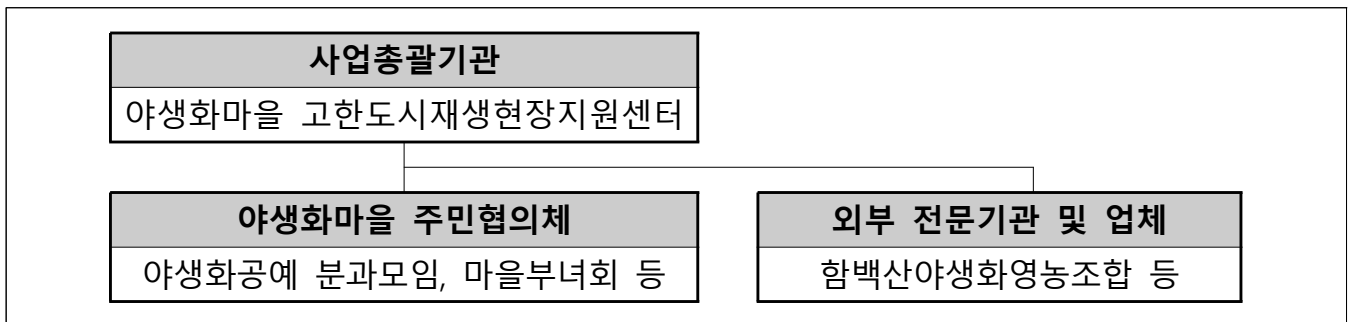 사업총괄기관
야생화마을 고한도시재생현장지원센터
야생화마을 주민협의체
야생화공예 분과모임, 마을부녀회 등
외부 전문기관 및 업체
함백산야생화영농조합 등